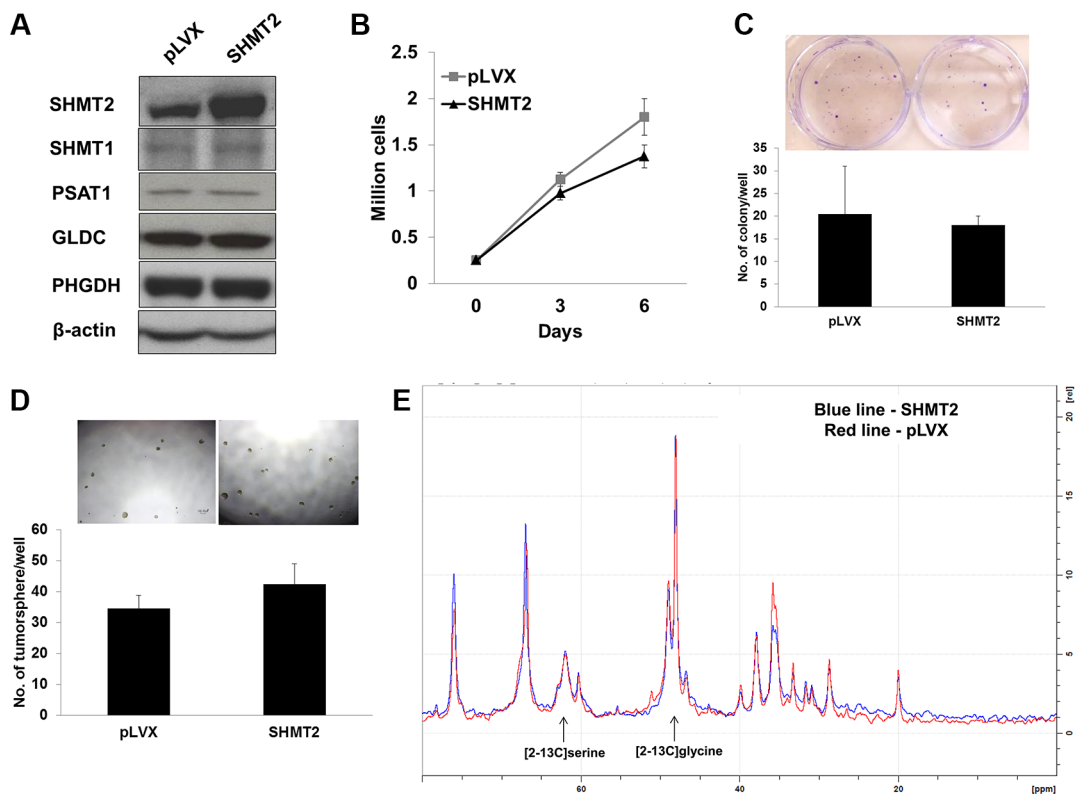 A
pLVX
SHMT2
SHMT2
SHMT1
PSAT1
GLDC
PHGDH
β-actin
B
2.5
2
1.5
1
0.5
0
Million cells
pLVX
SHMT2
0
3
6
Days
C
35
30
25
20
15
10
5
0
No. of colony/well
pLVX
SHMT2
D
60
50
40
30
20
10
0
No. of tumorsphere/well
pLVX
SHMT2
E
Blue line - SHMT2
Red line - pLVX
[rel]
20
15
10
5
0
[2-13C]serine
[2-13C]glycine
60
40
20
[ppm]